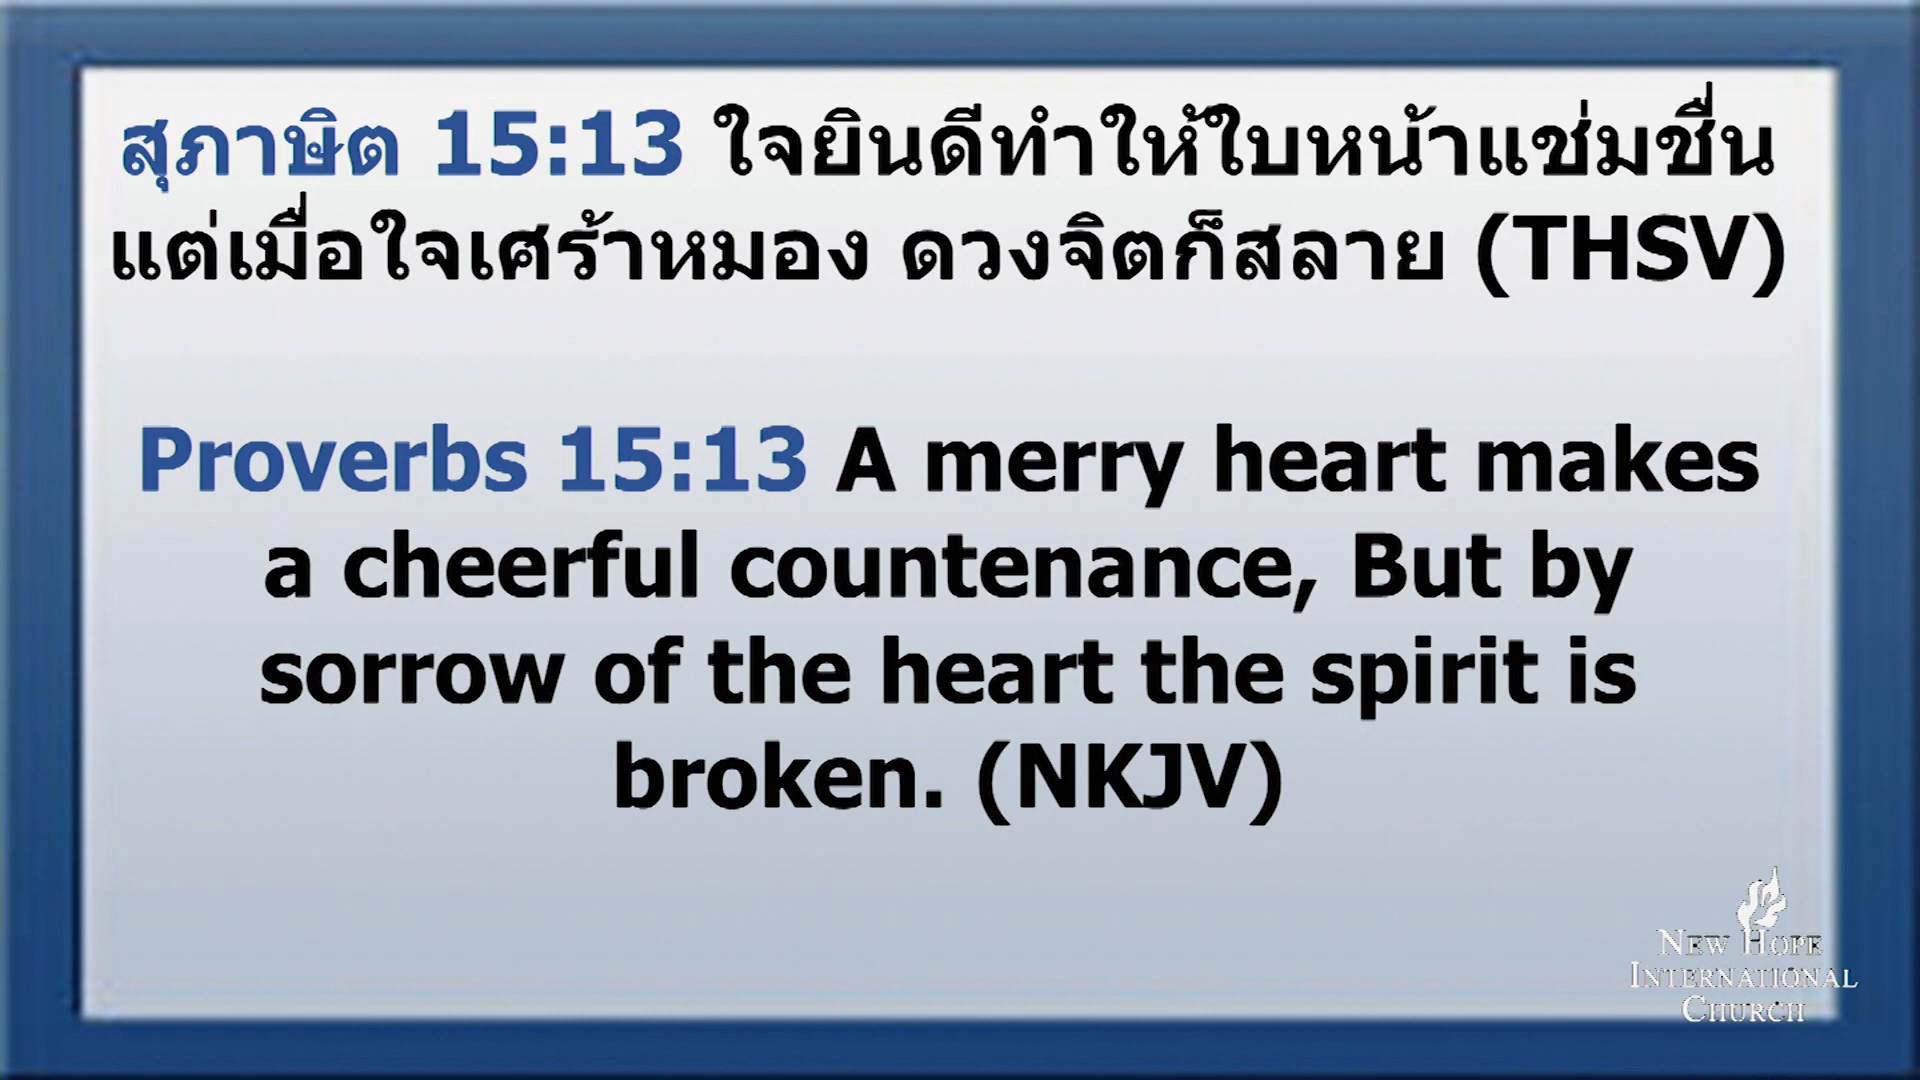 สุภาษิต 15:13 ใจยินดีทำให้ใบหน้าแช่มชื่น
แต่เมื่อใจเศร้าหมอง ดวงจิตก็สลาย (THSV)
Proverbs 15:13 A merry heart makes
a cheerful countenance, But by
sorrow of the heart the spirit is
broken. (NKJV)
New Hope
International
Church